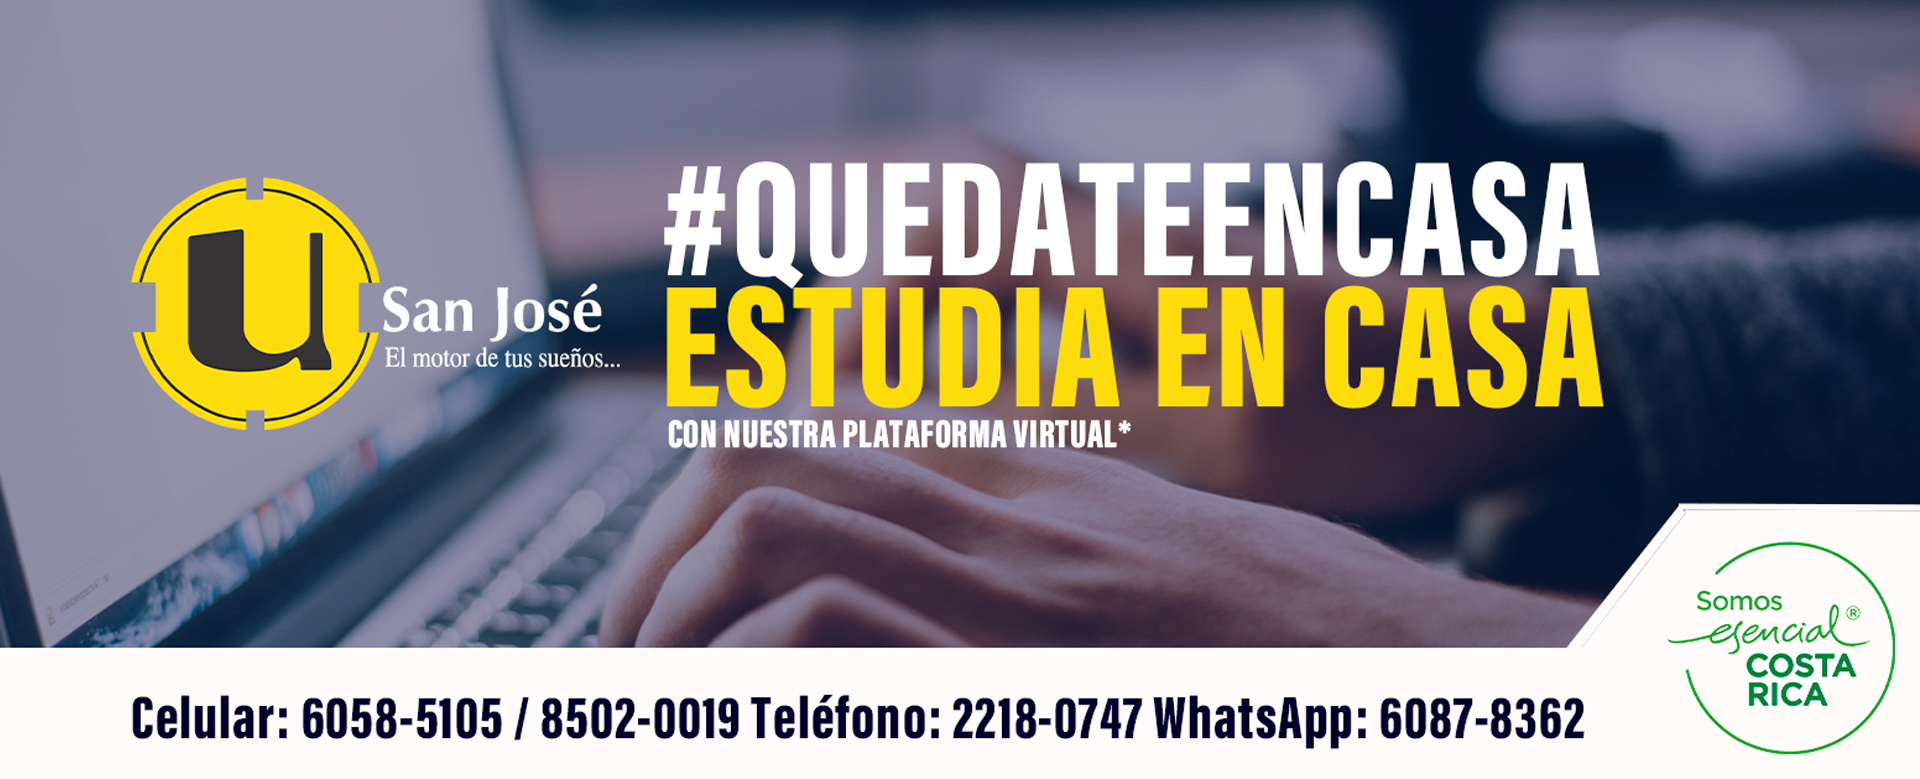 U
San José
El motor de tus sueños...
#QUEDATEENCASA
ESTUDIA EN CASA
CON NUESTRA PLATAFORMA VIRTUAL*
Celular: 6058-5105 / 8502-0019 Teléfono: 2218-0747 WhatsApp: 6087-8362
Somos
esencial®
COSTA
RICA